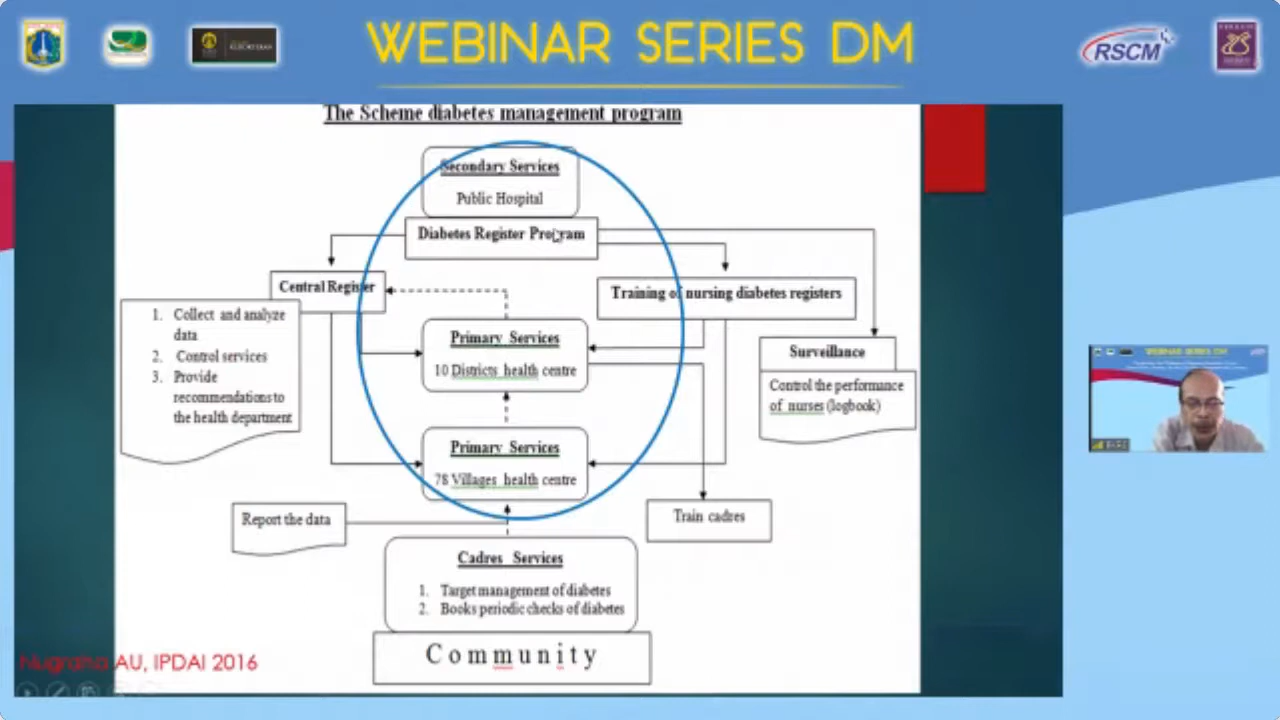 WEBINAR SERIES DM
RSCM
The Scheme diabetes management program
Secondary Services
Public Hospital
Diabetes Register Program
Central Register
Training of nursing diabetes registers
1. Collect and analyze
data
2. Control services
3. Provide
recommendations to
the health department
Primary Services
10 Districts health centre
Surveillance
Control the performance
of nurses (logbook)
Primary Services
78 Villages health centre
Report the data
Train cadres
Cadres Services
1. Target management of diabetes
2. Books periodic checks of diabetes
Community
Nugraha AU, IPDAI 2016
WEBINAR SERIES DM